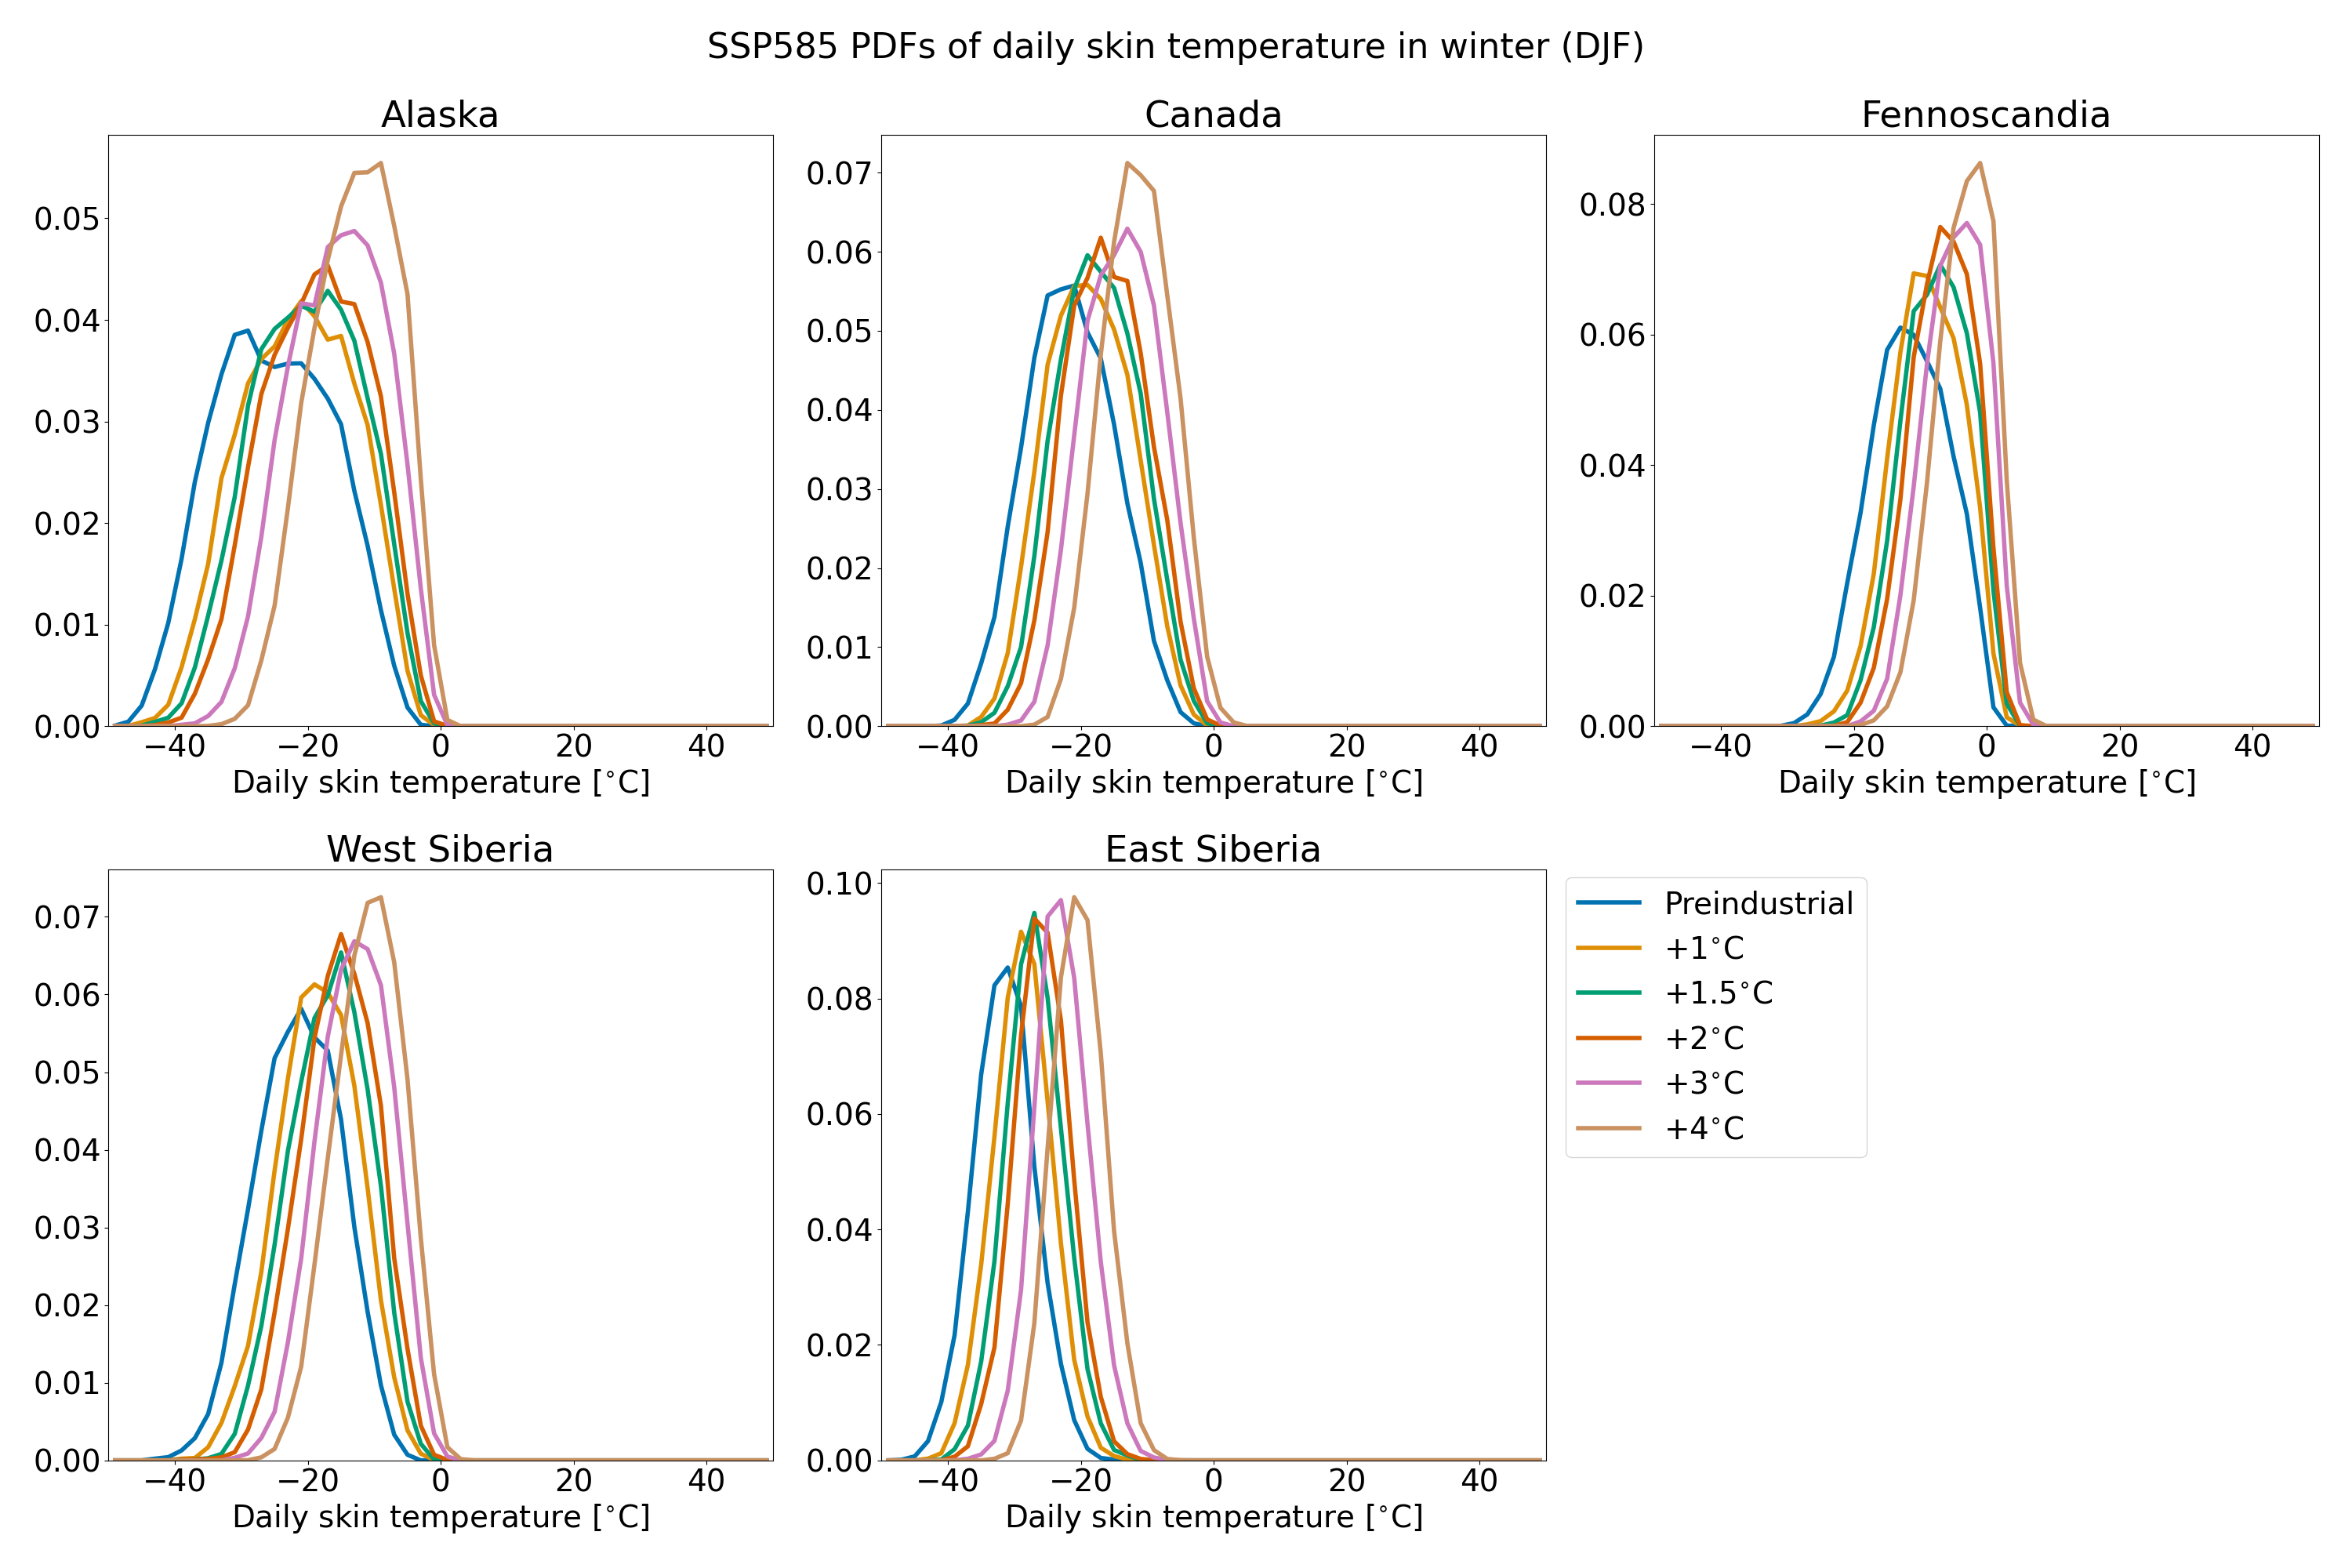 SSP585 PDFs of daily skin temperature in winter (DJF)
Alaska
0.05
0.04
0.03
0.02
0.01
0.00
−40 −20 0 20 40
Daily skin temperature [°C]
Canada
0.07
0.06
0.05
0.04
0.03
0.02
0.01
0.00
−40 −20 0 20 40
Daily skin temperature [°C]
Fennoscandia
0.08
0.06
0.04
0.02
0.00
−40 −20 0 20 40
Daily skin temperature [°C]
West Siberia
0.07
0.06
0.05
0.04
0.03
0.02
0.01
0.00
−40 −20 0 20 40
Daily skin temperature [°C]
East Siberia
0.10
0.08
0.06
0.04
0.02
0.00
−40 −20 0 20 40
Daily skin temperature [°C]
Preindustrial
+1°C
+1.5°C
+2°C
+3°C
+4°C